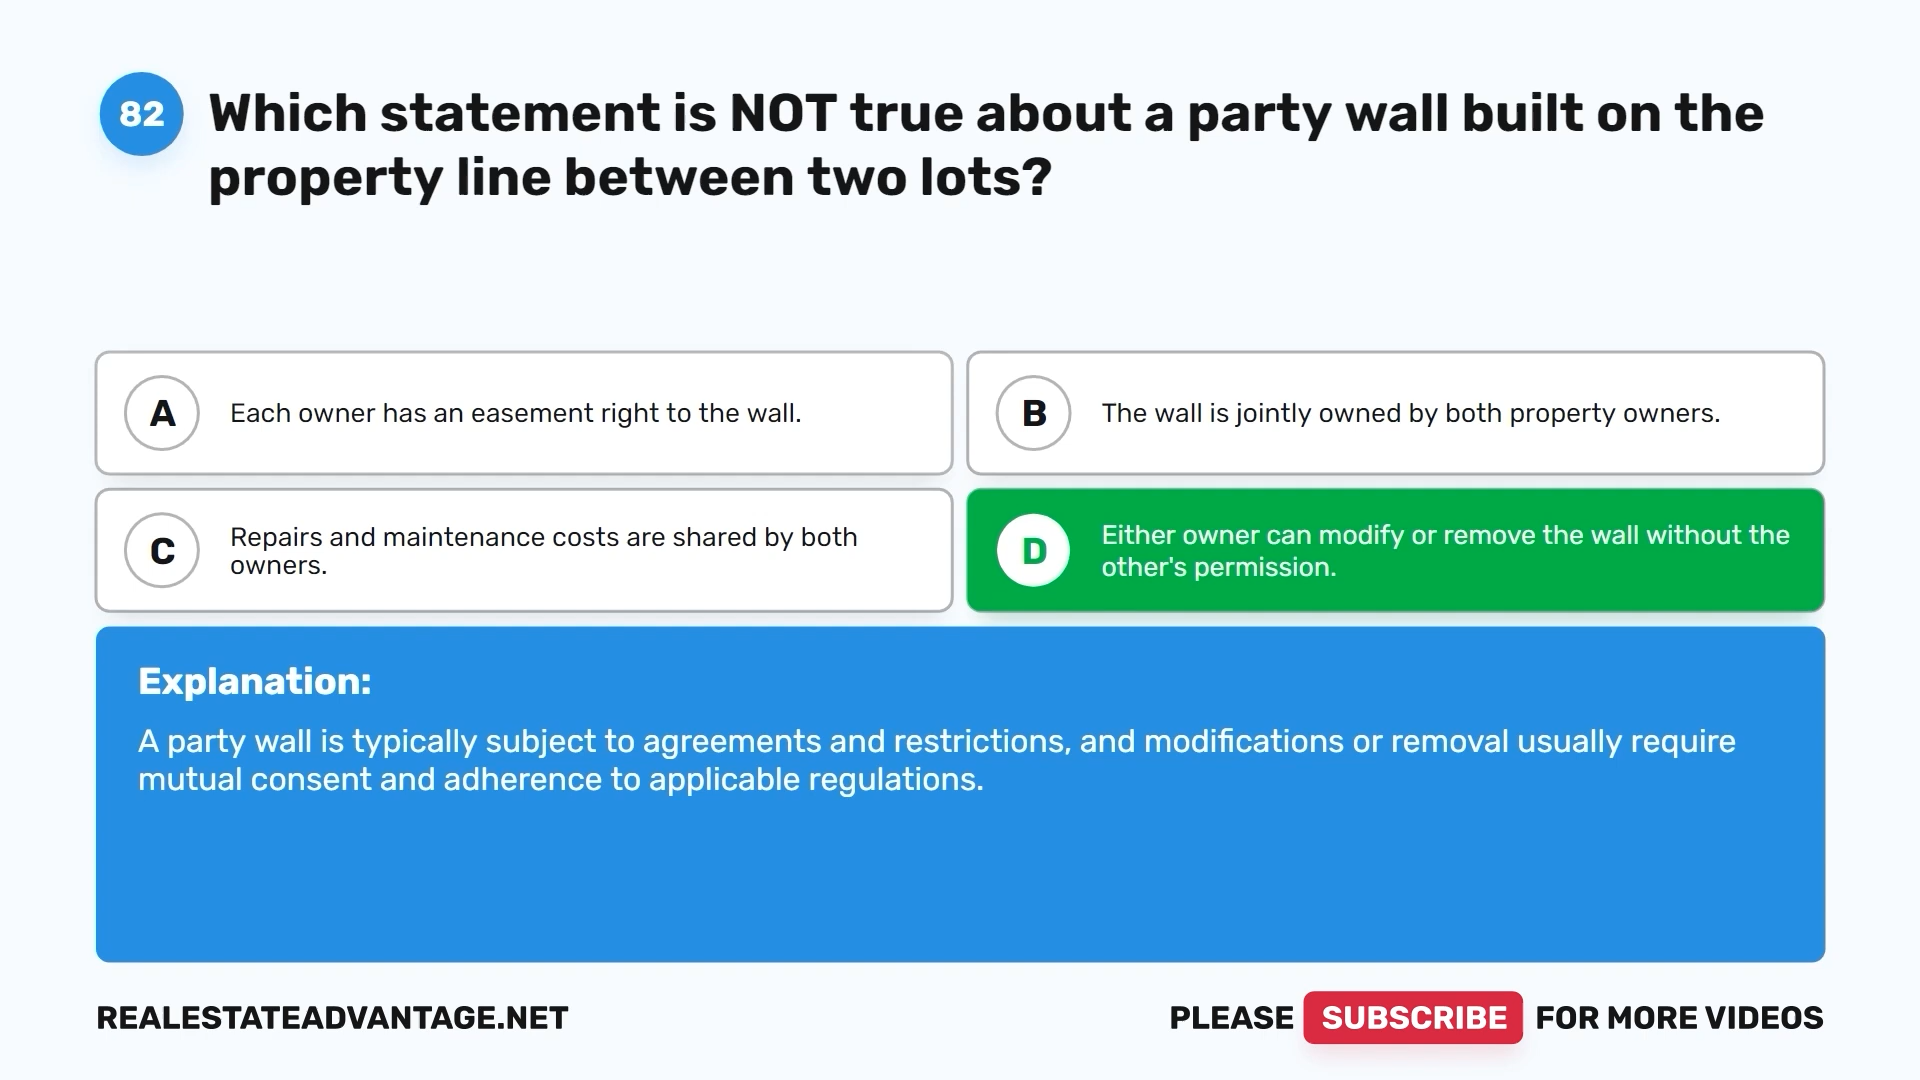 82
Which statement is NOT true about a party wall built on the
property line between two lots?
A
Each owner has an easement right to the wall.
B
The wall is jointly owned by both property owners.
C
Repairs and maintenance costs are shared by both
owners.
D
Either owner can modify or remove the wall without the
other's permission.
Explanation:
A party wall is typically subject to agreements and restrictions, and modifications or removal usually require
mutual consent and adherence to applicable regulations.
REALESTATEADVANTAGE.NET
PLEASE SUBSCRIBE FOR MORE VIDEOS